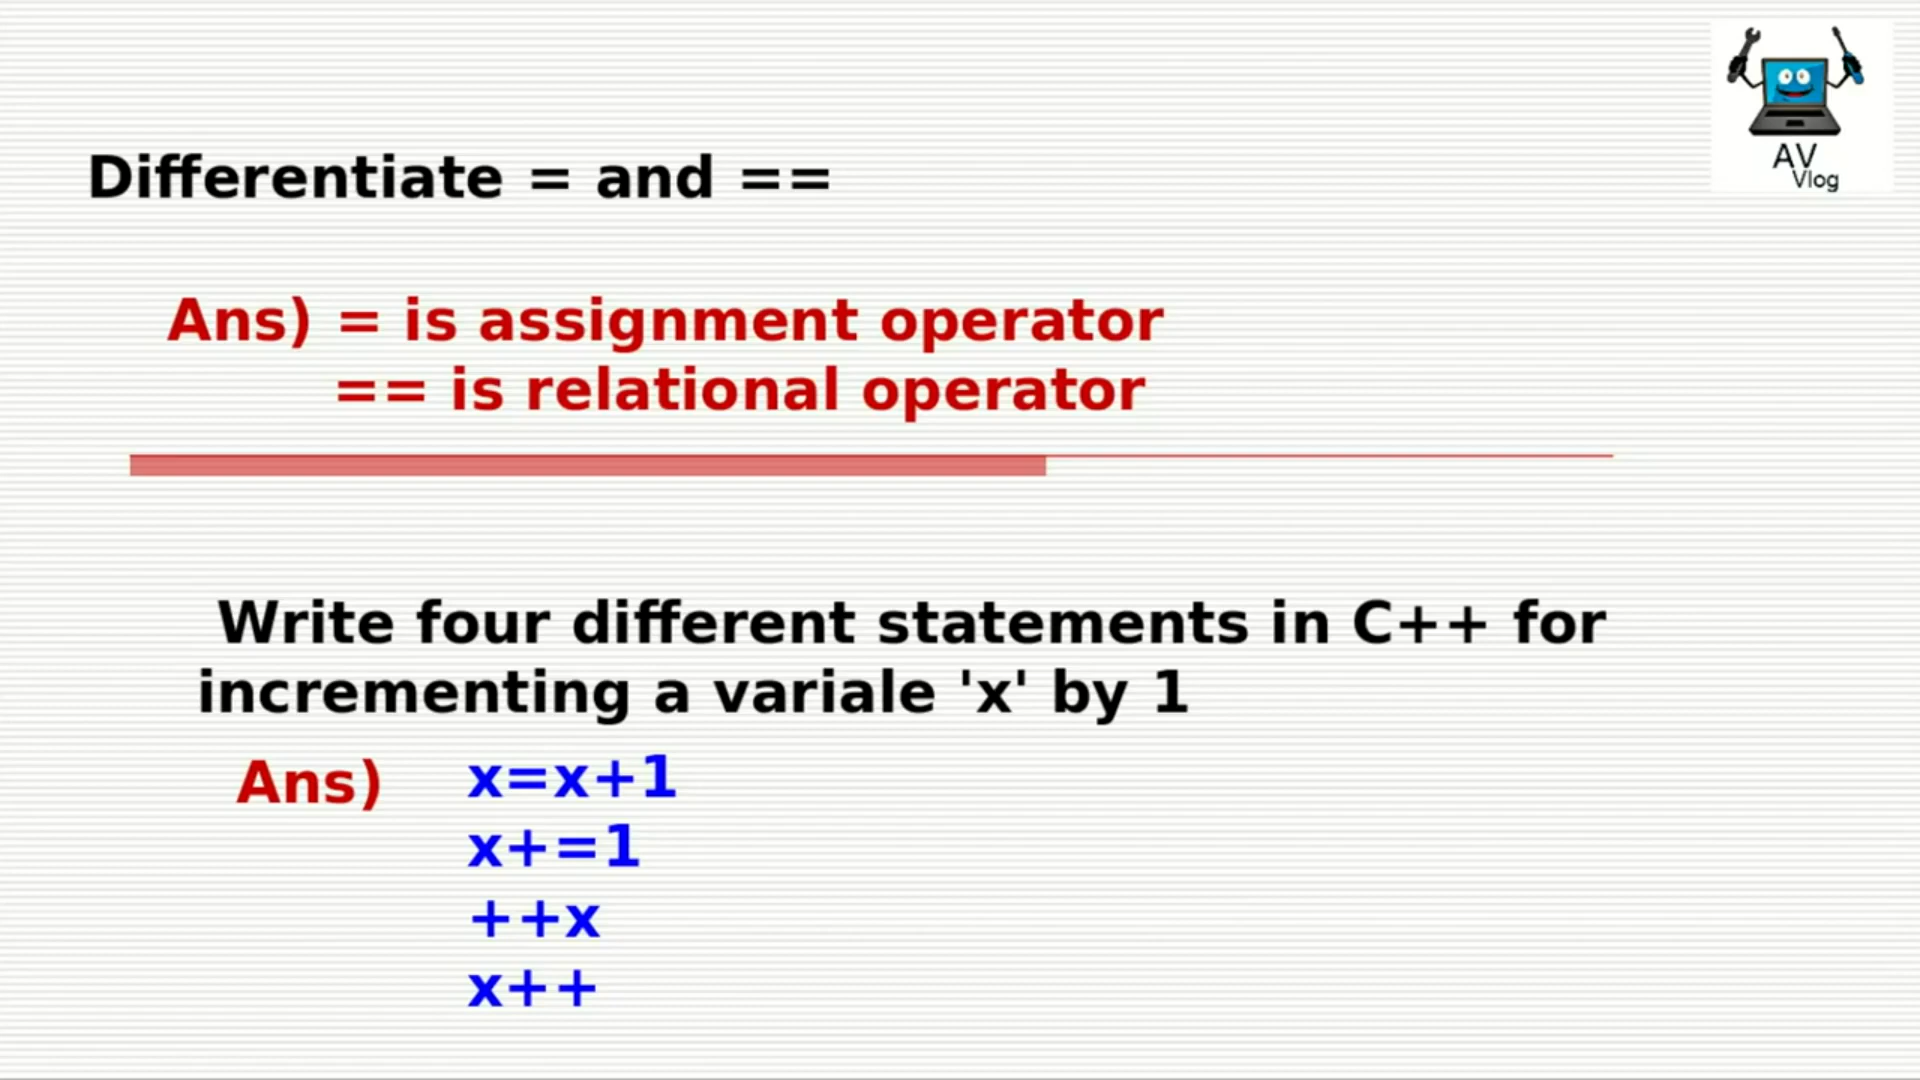 AV
Vlog
Differentiate = and ==
Ans) = is assignment operator
== is relational operator
Write four different statements in C++ for
incrementing a variale 'x' by 1
Ans) x=x+1
x+=1
++x
x++